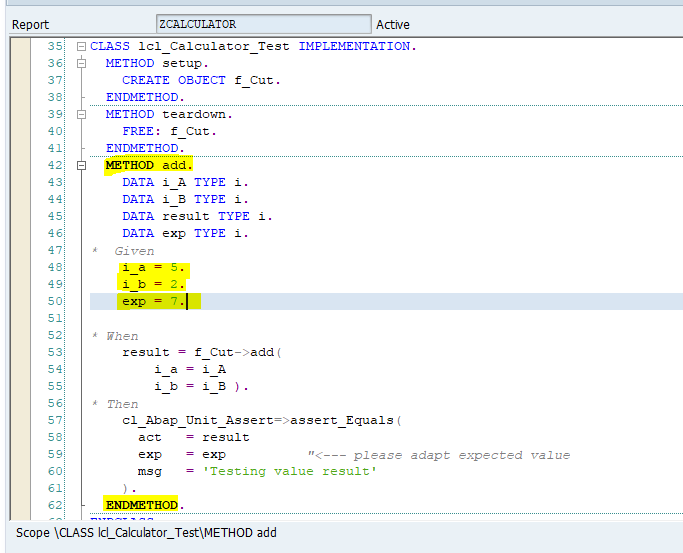 Report ZCALCULATOR Active
35 CLASS lcl_Calculator_Test IMPLEMENTATION.
36 METHOD setup.
37 CREATE OBJECT f_Cut.
38 ENDMETHOD.
39 METHOD teardown.
40 FREE: f_Cut.
41 ENDMETHOD.
42 METHOD add.
43 DATA i_A TYPE i.
44 DATA i_B TYPE i.
45 DATA result TYPE i.
46 DATA exp TYPE i.
47 * Given
48 i_a = 5.
49 i_b = 2.
50 exp = 7.
51
52 * When
53 result = f_Cut->add(
54 i_a = i_A
55 i_b = i_B ).
56 * Then
57 cl_Abap_Unit_Assert=>assert_Equals(
58 act = result
59 exp = exp "<--- please adapt expected value
60 msg = 'Testing value result'
61 ).
62 ENDMETHOD.
Scope \CLASS lcl_Calculator_Test\METHOD add